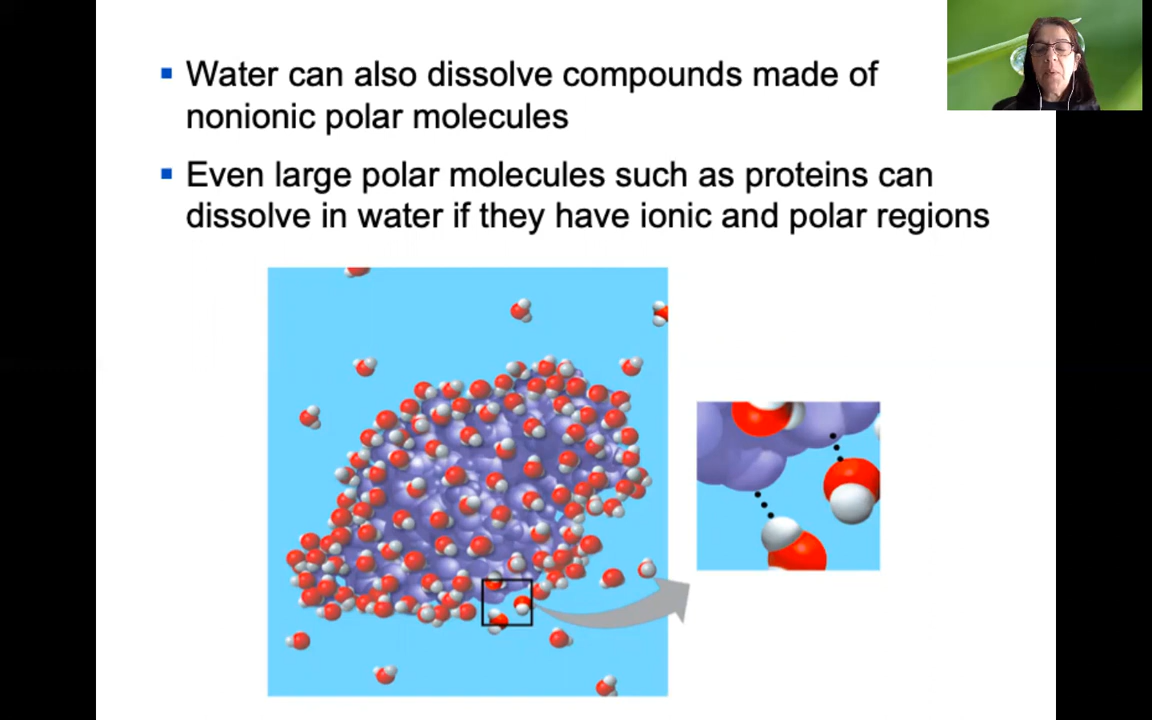 Water can also dissolve compounds made of
nonionic polar molecules
Even large polar molecules such as proteins can
dissolve in water if they have ionic and polar regions